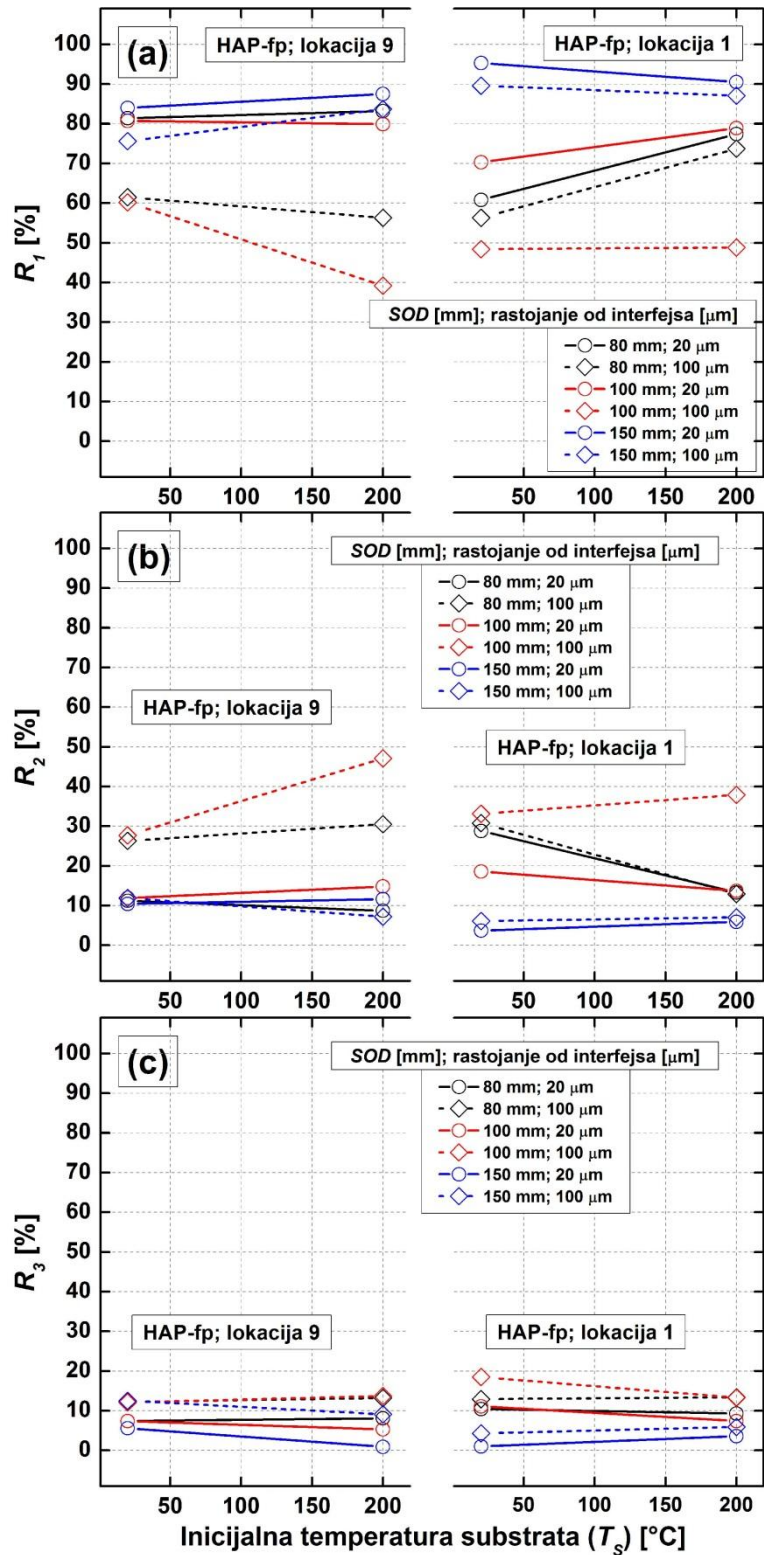 (a)
HAP-fp; lokacija 9
HAP-fp; lokacija 1
100
90
80
70
60
50
40
30
20
10
0
R1 [%]
SOD [mm]; rastojanje od interfejsa [μm]
80 mm; 20 μm
80 mm; 100 μm
100 mm; 20 μm
100 mm; 100 μm
150 mm; 20 μm
150 mm; 100 μm
50 100 150 200 50 100 150 200
(b)
SOD [mm]; rastojanje od interfejsa [μm]
80 mm; 20 μm
80 mm; 100 μm
100 mm; 20 μm
100 mm; 100 μm
150 mm; 20 μm
150 mm; 100 μm
HAP-fp; lokacija 9
HAP-fp; lokacija 1
100
90
80
70
60
50
40
30
20
10
0
R2 [%]
50 100 150 200 50 100 150 200
(c)
SOD [mm]; rastojanje od interfejsa [μm]
80 mm; 20 μm
80 mm; 100 μm
100 mm; 20 μm
100 mm; 100 μm
150 mm; 20 μm
150 mm; 100 μm
HAP-fp; lokacija 9
HAP-fp; lokacija 1
100
90
80
70
60
50
40
30
20
10
0
R3 [%]
50 100 150 200 50 100 150 200
Inicijalna temperatura substrata (TS) [°C]